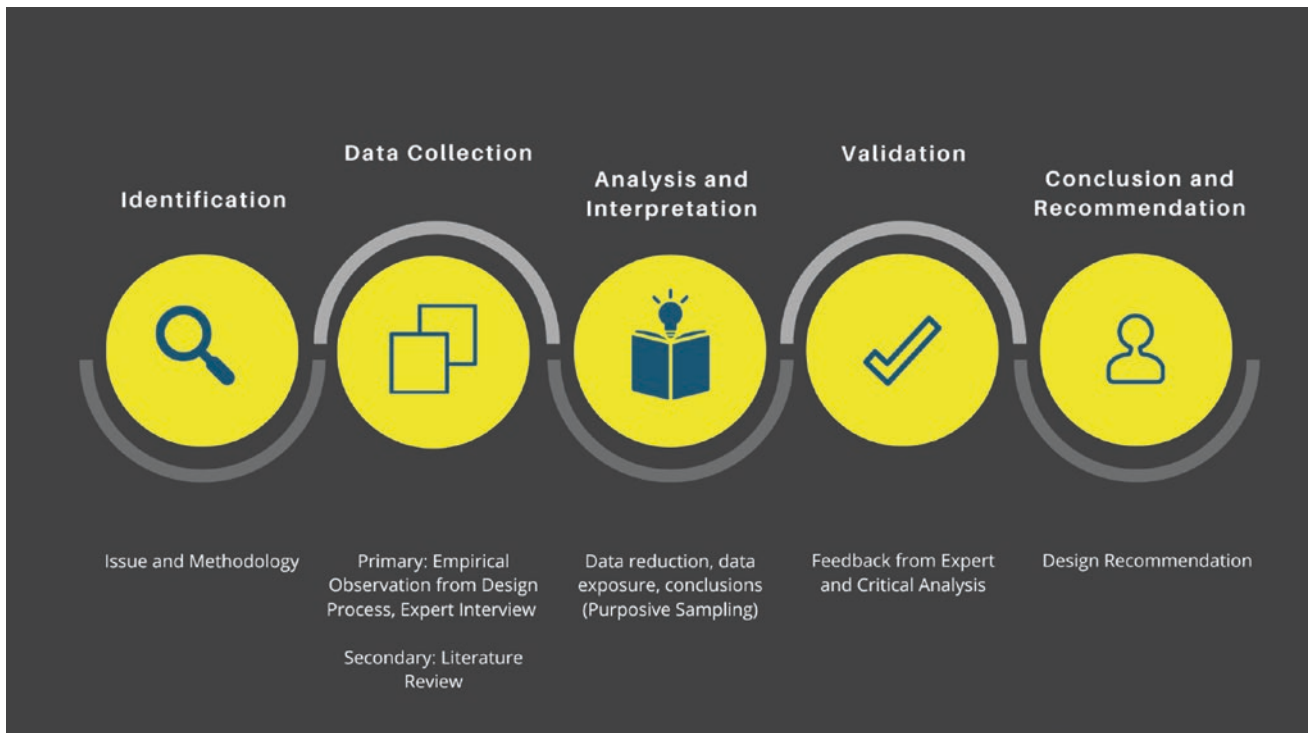 Identification
Data Collection
Analysis and
Interpretation
Validation
Conclusion and
Recommendation
Issue and Methodology
Primary: Empirical
Observation from Design
Process, Expert Interview
Secondary: Literature
Review
Data reduction, data
exposure, conclusions
(Purposive Sampling)
Feedback from Expert
and Critical Analysis
Design Recommendation